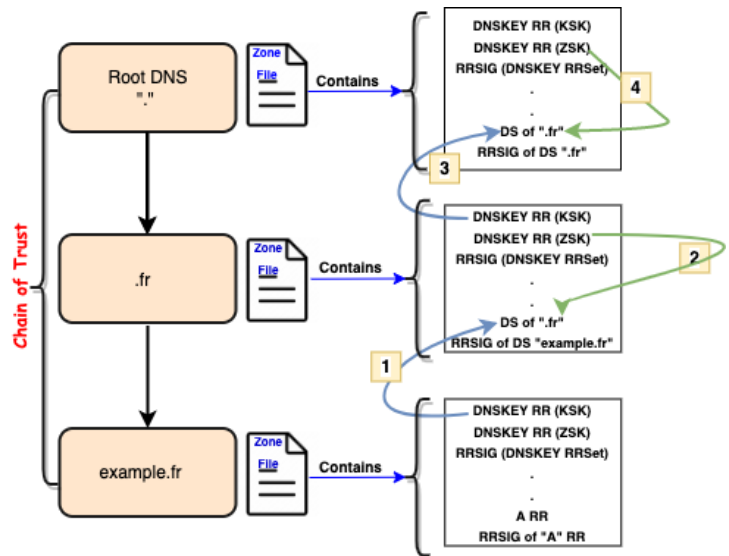 Chain of Trust
Root DNS
"."
Zone
File
Contains
DNSKEY RR (KSK)
DNSKEY RR (ZSK)
RRSIG (DNSKEY RRSet)
.
.
DS of ".fr"
RRSIG of DS ".fr"
4
3
.fr
Zone
File
Contains
DNSKEY RR (KSK)
DNSKEY RR (ZSK)
RRSIG (DNSKEY RRSet)
.
.
DS of ".fr"
RRSIG of DS "example.fr"
2
1
example.fr
Zone
File
Contains
DNSKEY RR (KSK)
DNSKEY RR (ZSK)
RRSIG (DNSKEY RRSet)
.
.
A RR
RRSIG of "A" RR